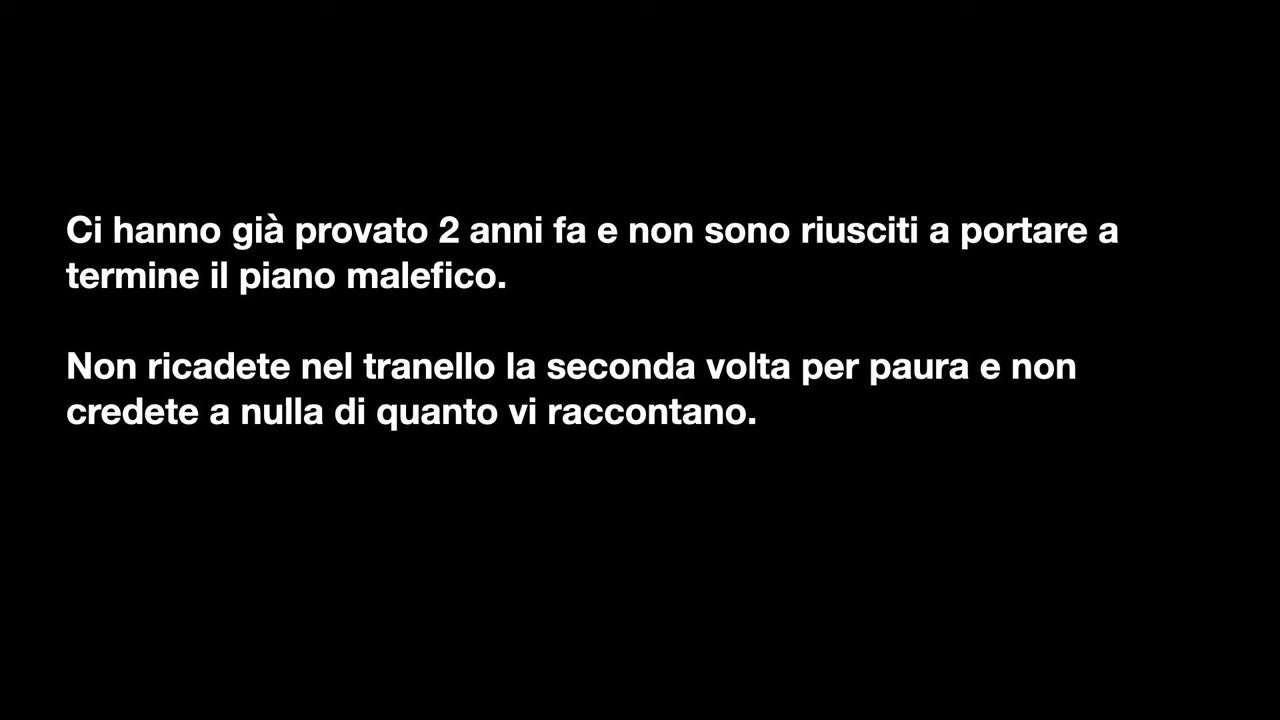 Ci hanno già provato 2 anni fa e non sono riusciti a portare a
termine il piano malefico.
Non ricadete nel tranello la seconda volta per paura e non
credete a nulla di quanto vi raccontano.